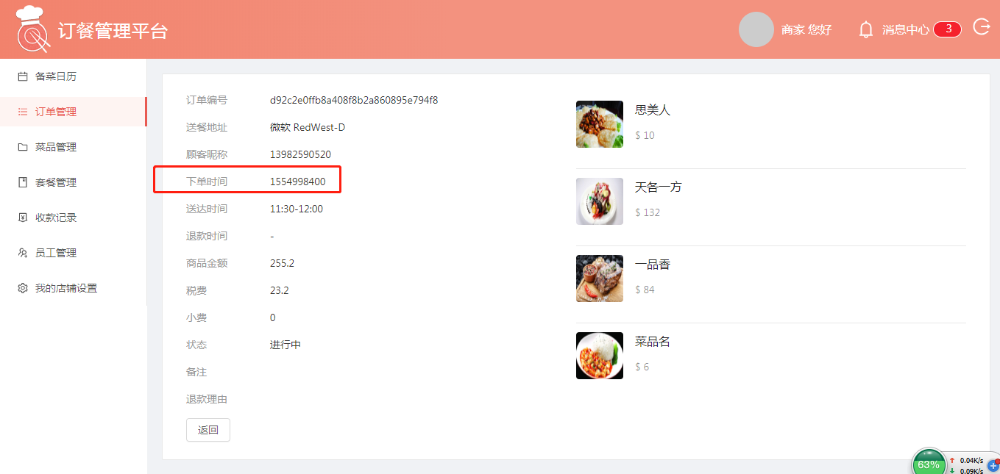 订餐管理平台
商家 您好
消息中心 3
备菜日历
订单管理
菜品管理
套餐管理
收款记录
员工管理
我的店铺设置
订单编号 d92c2e0ffb8a408f8b2a860895e794f8
送餐地址 微软 RedWest-D
顾客昵称 13982590520
下单时间 1554998400
送达时间 11:30-12:00
退款时间 -
商品金额 255.2
税费 23.2
小费 0
状态 进行中
备注
退款理由
返回
思美人
$ 10
天各一方
$ 132
一品香
$ 84
菜品名
$ 6
63%
0.04K/s
0.09K/s